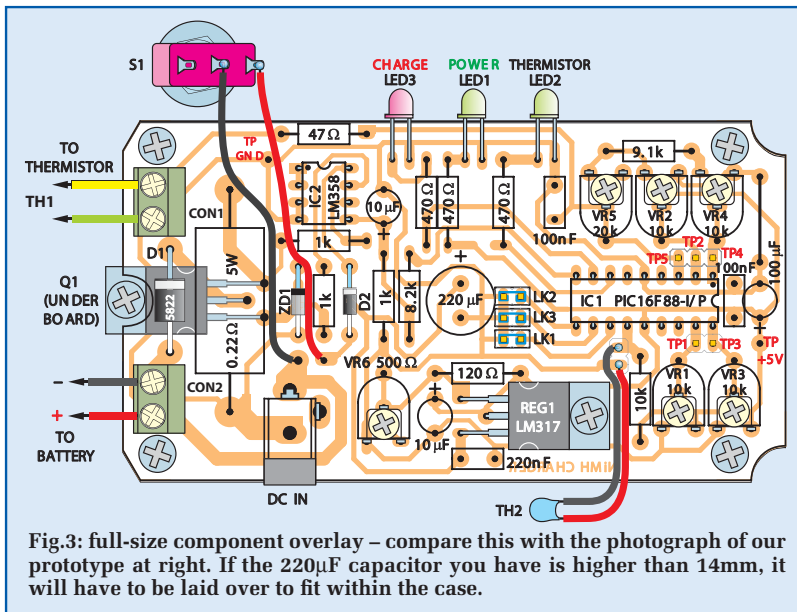 S1
CHARGE
LED3
POWER
LED1
THERMISTOR
LED2
TO
THERMISTOR
TH1
TP
GND
47Ω
9.1k
IC2
LM358
10µF
470Ω
470Ω
470Ω
100nF
VR5
20k
VR2
10k
VR4
10k
CON1
1k
TP5
TP2
TP4
100nF
100µF
D1
5W
Q1
(UNDER
BOARD)
5822
ZD1
1k
D2
1k
8.2k
220µF
LK2
LK3
LK1
IC1 PIC16F88-I/P
TP1
TP3
TP
+5V
0.22Ω
–
CON2
+
TO
BATTERY
VR6 500Ω
120Ω
REG1
LM317
10k
VR1
10k
VR3
10k
10µF
220nF
NiMH CHARGER
DC IN
TH2
Fig.3: full-size component overlay – compare this with the photograph of our
prototype at right. If the 220µF capacitor you have is higher than 14mm, it
will have to be laid over to fit within the case.